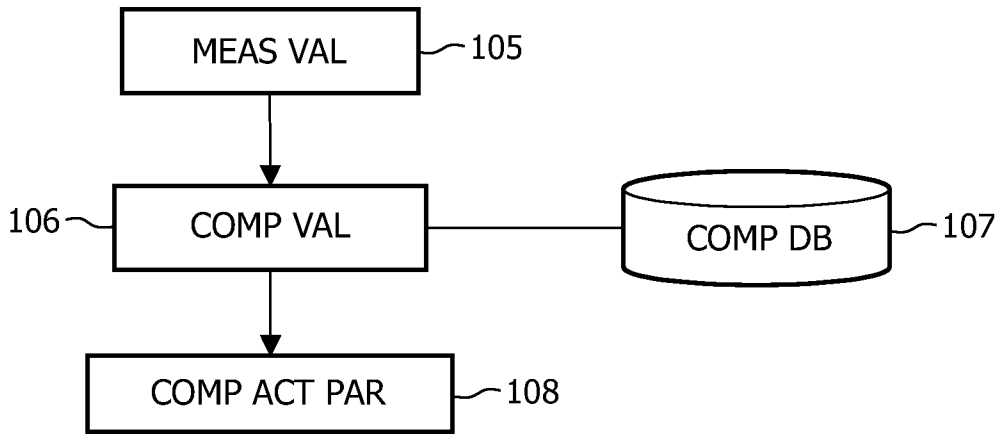 MEAS VAL
105
106
COMP VAL
COMP DB
107
COMP ACT PAR
108